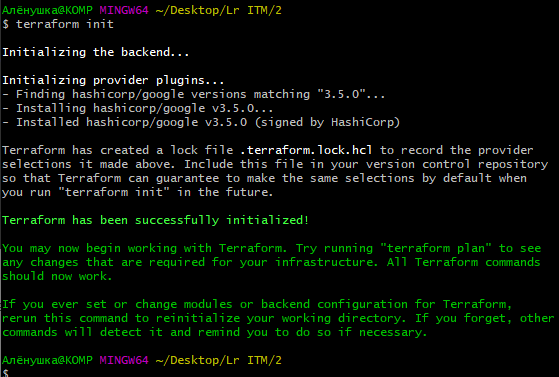 Алёнушка@KOMP MINGW64 ~/Desktop/Lr ITM/2
$ terraform init
Initializing the backend...
Initializing provider plugins...
- Finding hashicorp/google versions matching "3.5.0"...
- Installing hashicorp/google v3.5.0...
- Installed hashicorp/google v3.5.0 (signed by HashiCorp)
Terraform has created a lock file .terraform.lock.hcl to record the provider
selections it made above. Include this file in your version control repository
so that Terraform can guarantee to make the same selections by default when
you run "terraform init" in the future.
Terraform has been successfully initialized!
You may now begin working with Terraform. Try running "terraform plan" to see
any changes that are required for your infrastructure. All Terraform commands
should now work.
If you ever set or change modules or backend configuration for Terraform,
rerun this command to reinitialize your working directory. If you forget, other
commands will detect it and remind you to do so if necessary.
Алёнушка@KOMP MINGW64 ~/Desktop/Lr ITM/2
$